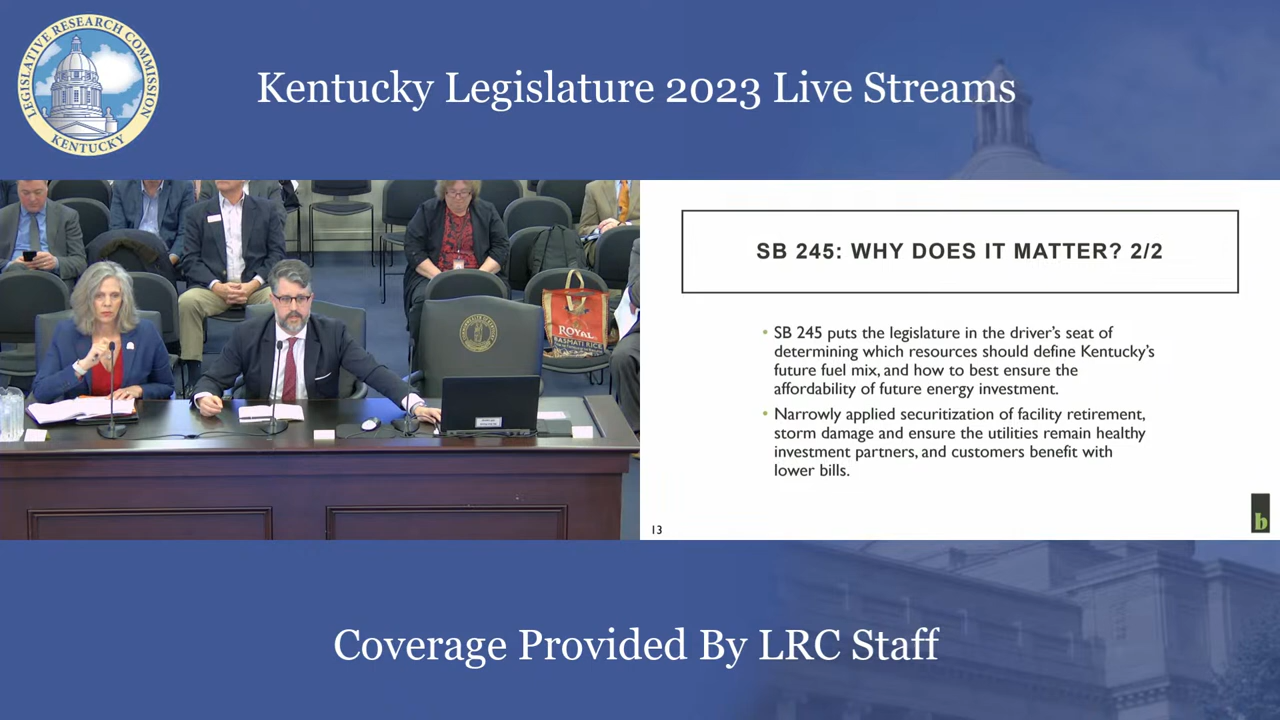 LEGISLATIVE RESEARCH COMMISSION
KENTUCKY
Kentucky Legislature 2023 Live Streams
ROYAL
BASMATI RICE
SB 245: WHY DOES IT MATTER? 2/2
• SB 245 puts the legislature in the driver's seat of
determining which resources should define Kentucky's
future fuel mix, and how to best ensure the
affordability of future energy investment.
• Narrowly applied securitization of facility retirement,
storm damage and ensure the utilities remain healthy
investment partners, and customers benefit with
lower bills.
13
b
Coverage Provided By LRC Staff